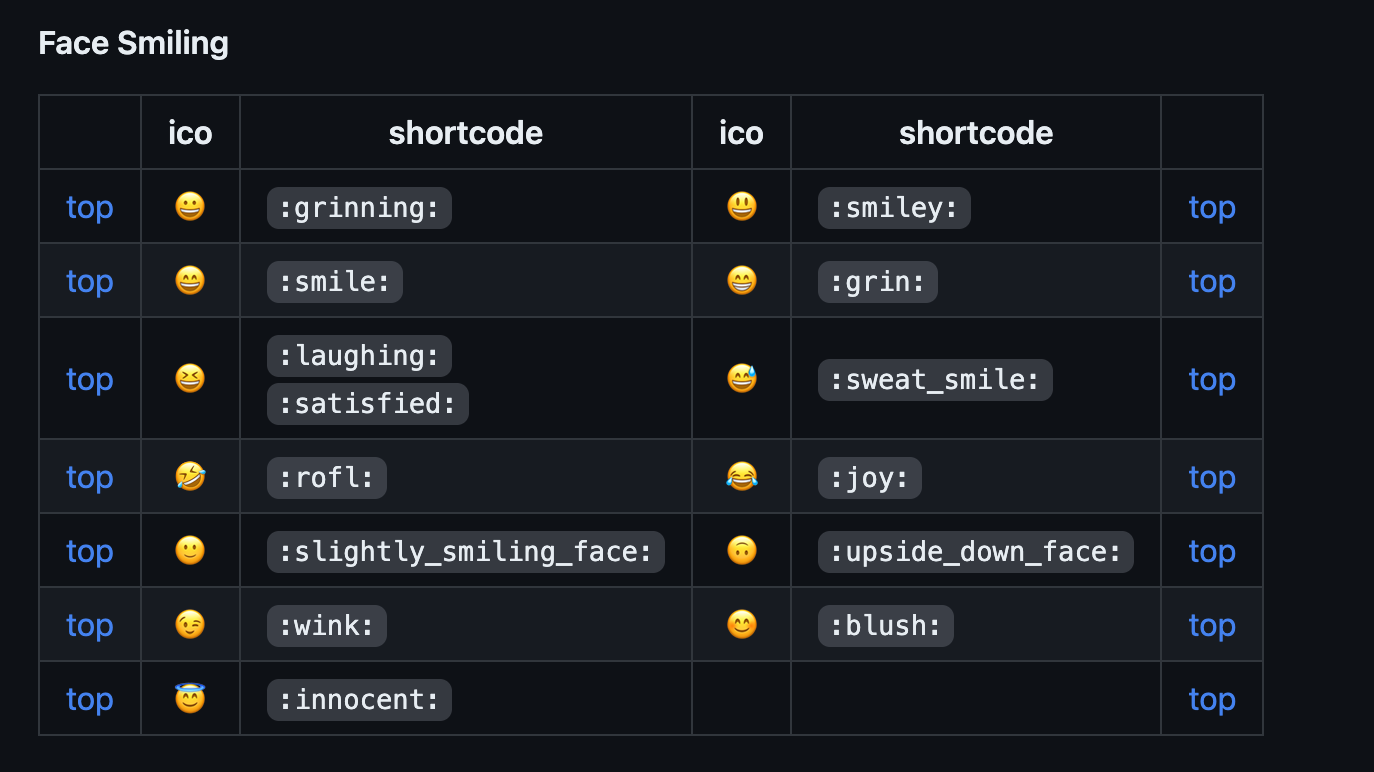 Face Smiling
ico shortcode ico shortcode
top 😀 :grinning: 😃 :smiley: top
top 😄 :smile: 😁 :grin: top
top 😆 :laughing: :satisfied: 😅 :sweat_smile: top
top 🤣 :rofl: 😂 :joy: top
top 🙂 :slightly_smiling_face: 🙃 :upside_down_face: top
top 😉 :wink: 😊 :blush: top
top 😇 :innocent: top